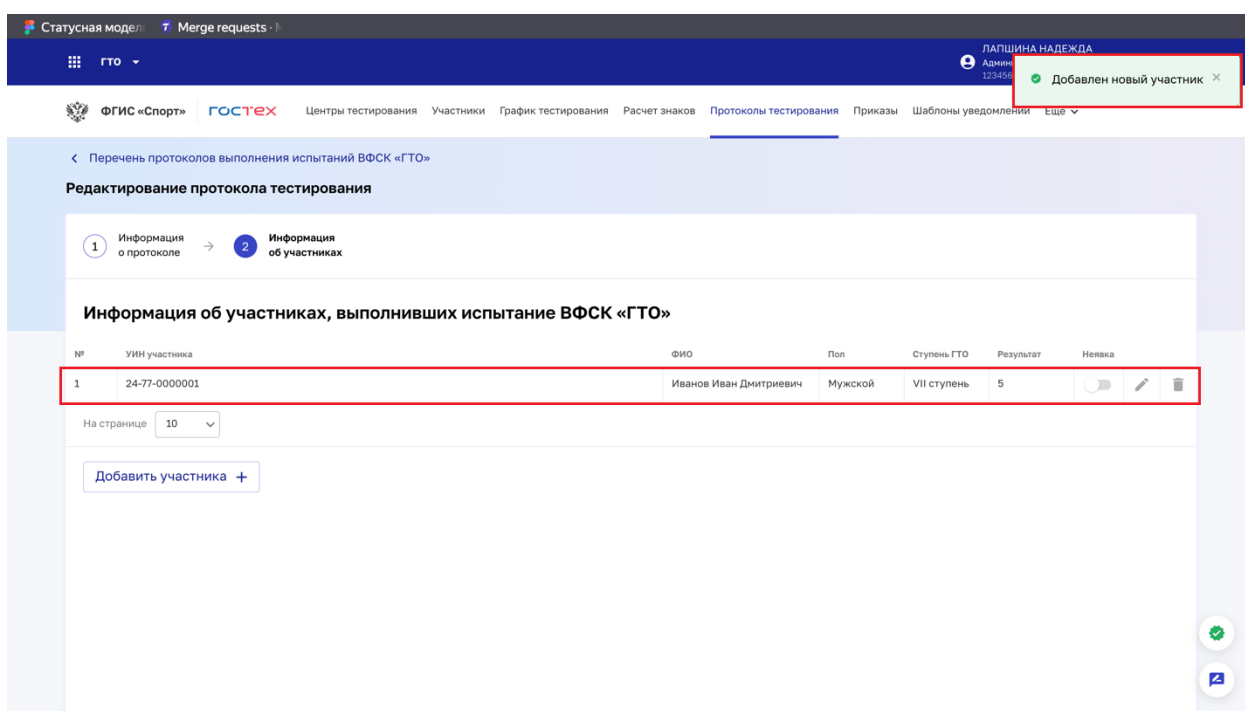 Статусная модел
Merge requests ·
ГТО
ЛАПШИНА НАДЕЖДА
Админ
123456
Добавлен новый участник
ФГИС «Спорт» ГОСТЕХ Центры тестирования Участники График тестирования Расчет знаков Протоколы тестирования Приказы Шаблоны уведомлений Еще
Перечень протоколов выполнения испытаний ВФСК «ГТО»
Редактирование протокола тестирования
1 Информация о протоколе → 2 Информация об участниках
Информация об участниках, выполнивших испытание ВФСК «ГТО»
№ УИН участника ФИО Пол Ступень ГТО Результат Неявка
1 24-77-0000001 Иванов Иван Дмитриевич Мужской VII ступень 5
На странице 10
Добавить участника +